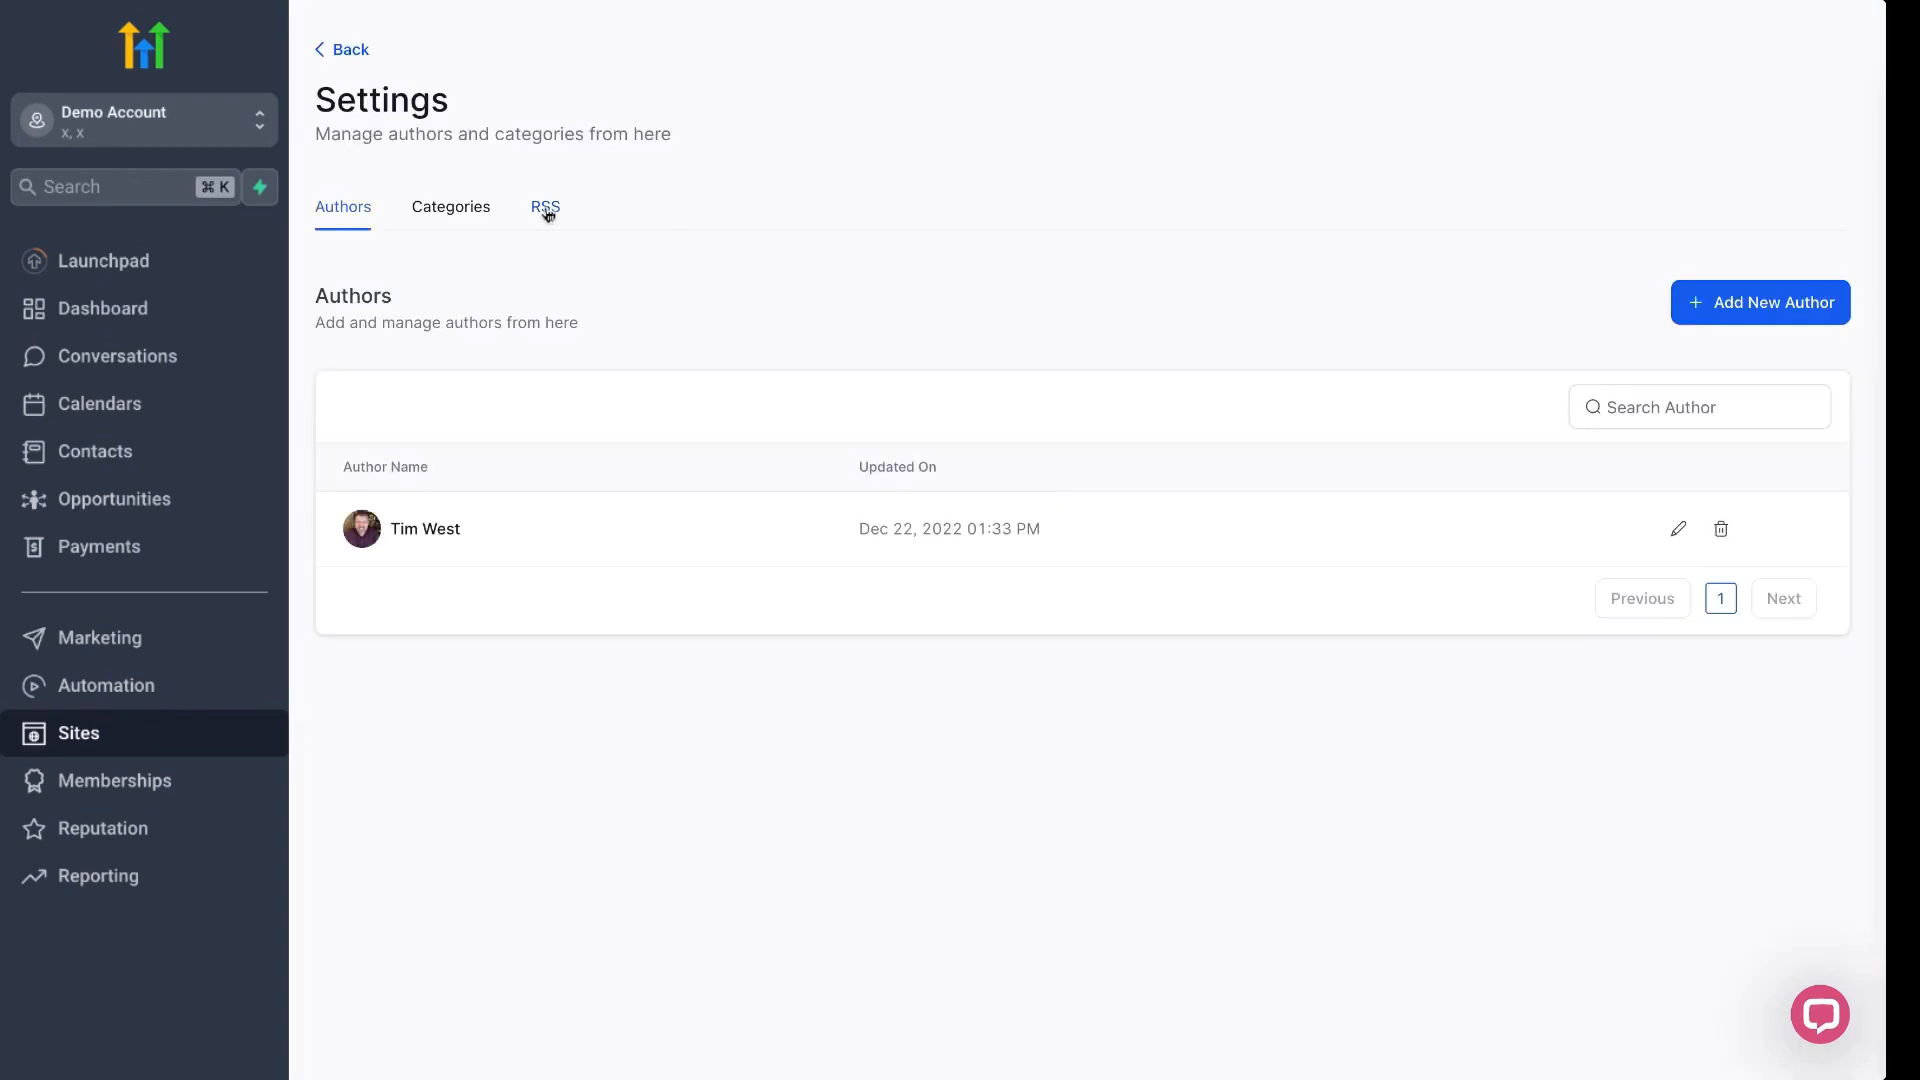 Demo Account
x, x
Search ⌘ K
Launchpad
Dashboard
Conversations
Calendars
Contacts
Opportunities
Payments
Marketing
Automation
Sites
Memberships
Reputation
Reporting
Back
Settings
Manage authors and categories from here
Authors Categories RSS
Authors
Add and manage authors from here
+ Add New Author
Search Author
Author Name Updated On
Tim West Dec 22, 2022 01:33 PM
Previous 1 Next